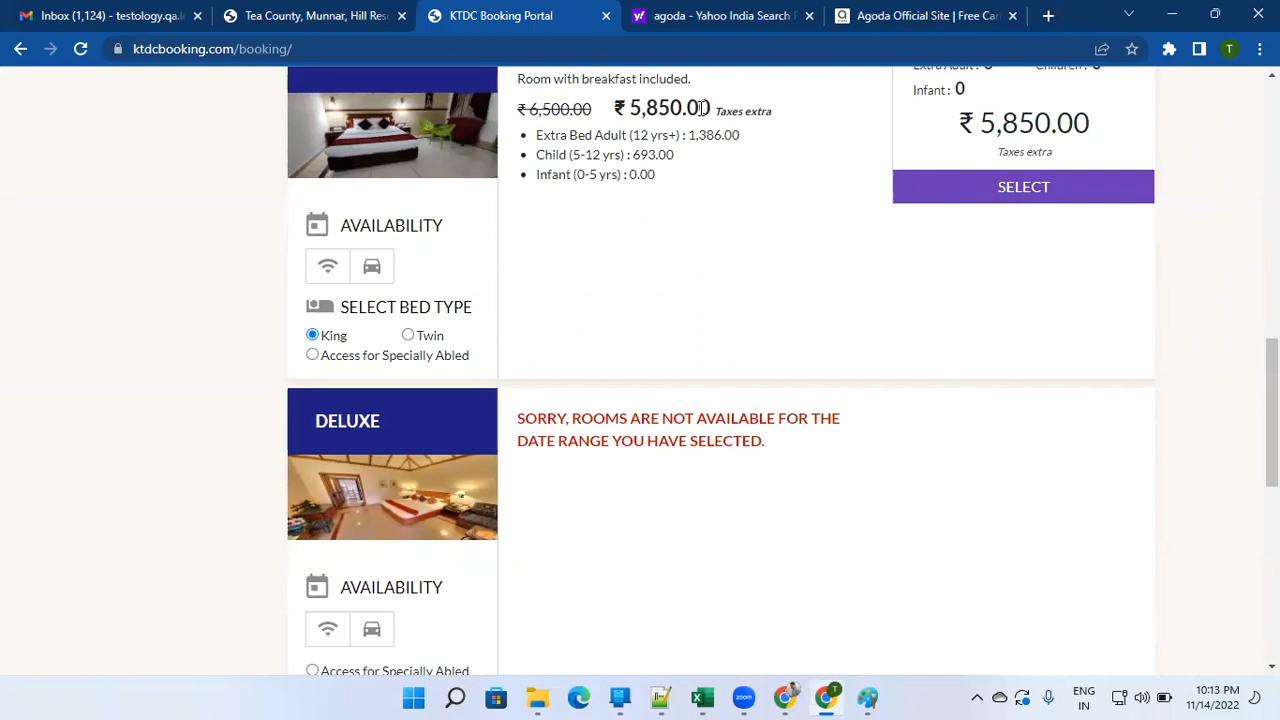 Inbox (1,124) - testology.qa.k
Tea County, Munnar, Hill Reso
KTDC Booking Portal
agoda - Yahoo India Search R
Agoda Official Site | Free Can
ktdcbooking.com/booking/
T
Room with breakfast included.
₹ 6,500.00 ₹ 5,850.00 Taxes extra
Extra Bed Adult (12 yrs+) : 1,386.00
Child (5-12 yrs) : 693.00
Infant (0-5 yrs) : 0.00
Infant : 0
₹ 5,850.00
Taxes extra
SELECT
AVAILABILITY
SELECT BED TYPE
King Twin
Access for Specially Abled
DELUXE
SORRY, ROOMS ARE NOT AVAILABLE FOR THE
DATE RANGE YOU HAVE SELECTED.
AVAILABILITY
Access for Specially Abled
zoom
T
ENG
IN
10:13 PM
11/14/2022